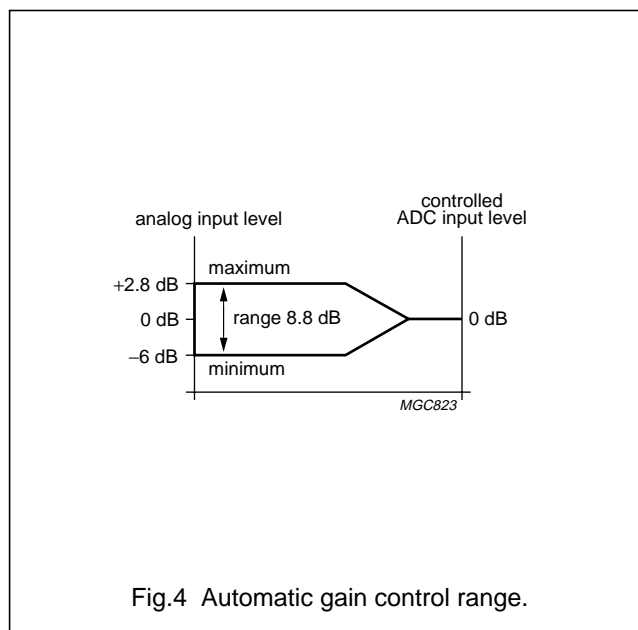 controlled
analog input level ADC input level
maximum
+2.8 dB
0 dB range 8.8 dB 0 dB
−6 dB
minimum
MGC823
Fig.4 Automatic gain control range.